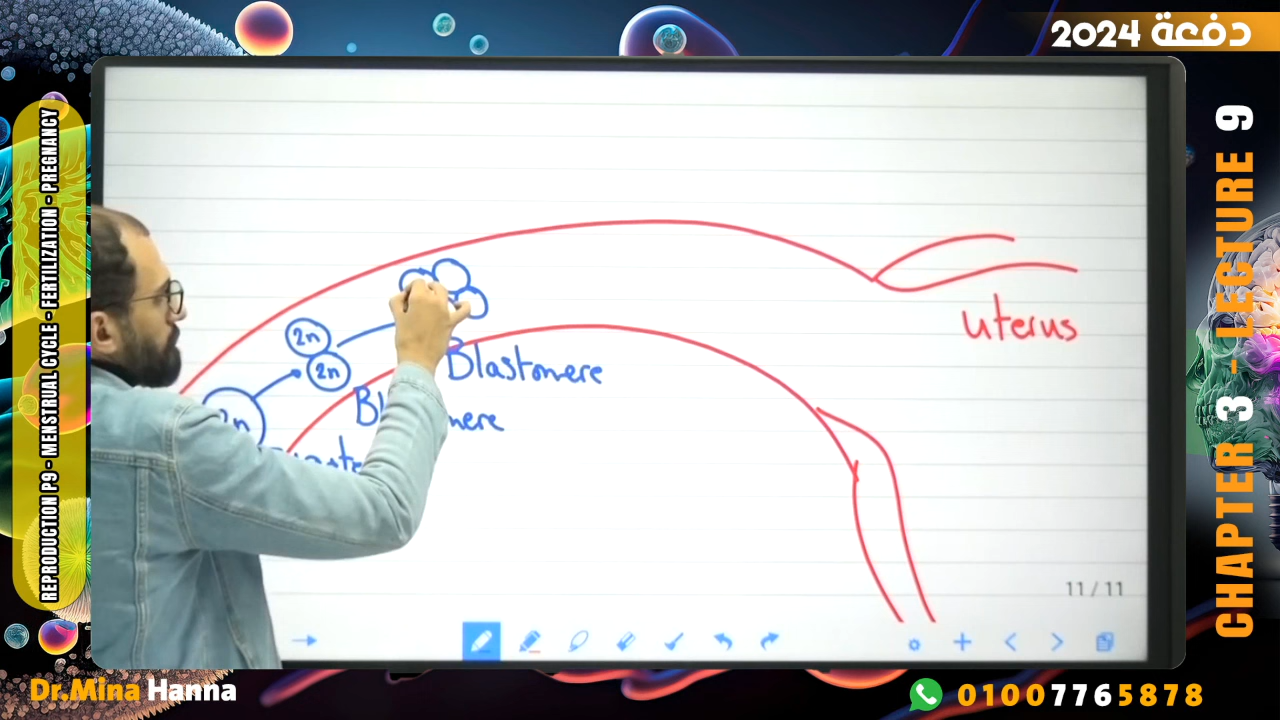 دفعة 2024
REPRODUCTION P9 - MENSTRUAL CYCLE - FERTILIZATION - PREGNANCY
CHAPTER 3 - LECTURE 9
uterus
2n
2n
Blastomere
11 / 11
Dr.Mina Hanna
01007765878